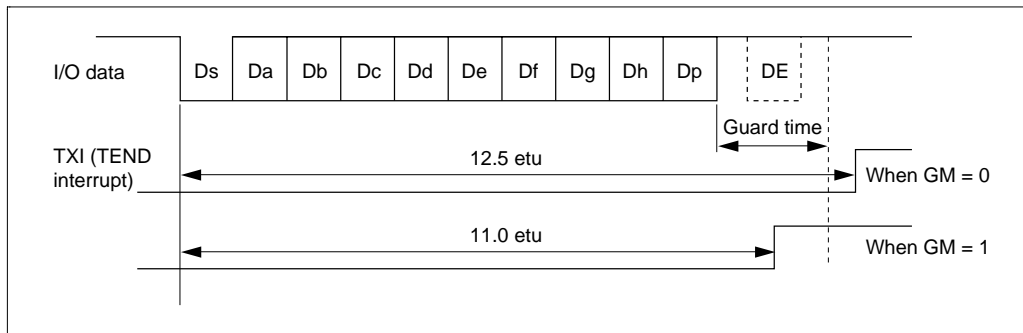 I/O data
Ds Da Db Dc Dd De Df Dg Dh Dp DE
Guard time
TXI (TEND
interrupt)
12.5 etu
When GM = 0
11.0 etu
When GM = 1